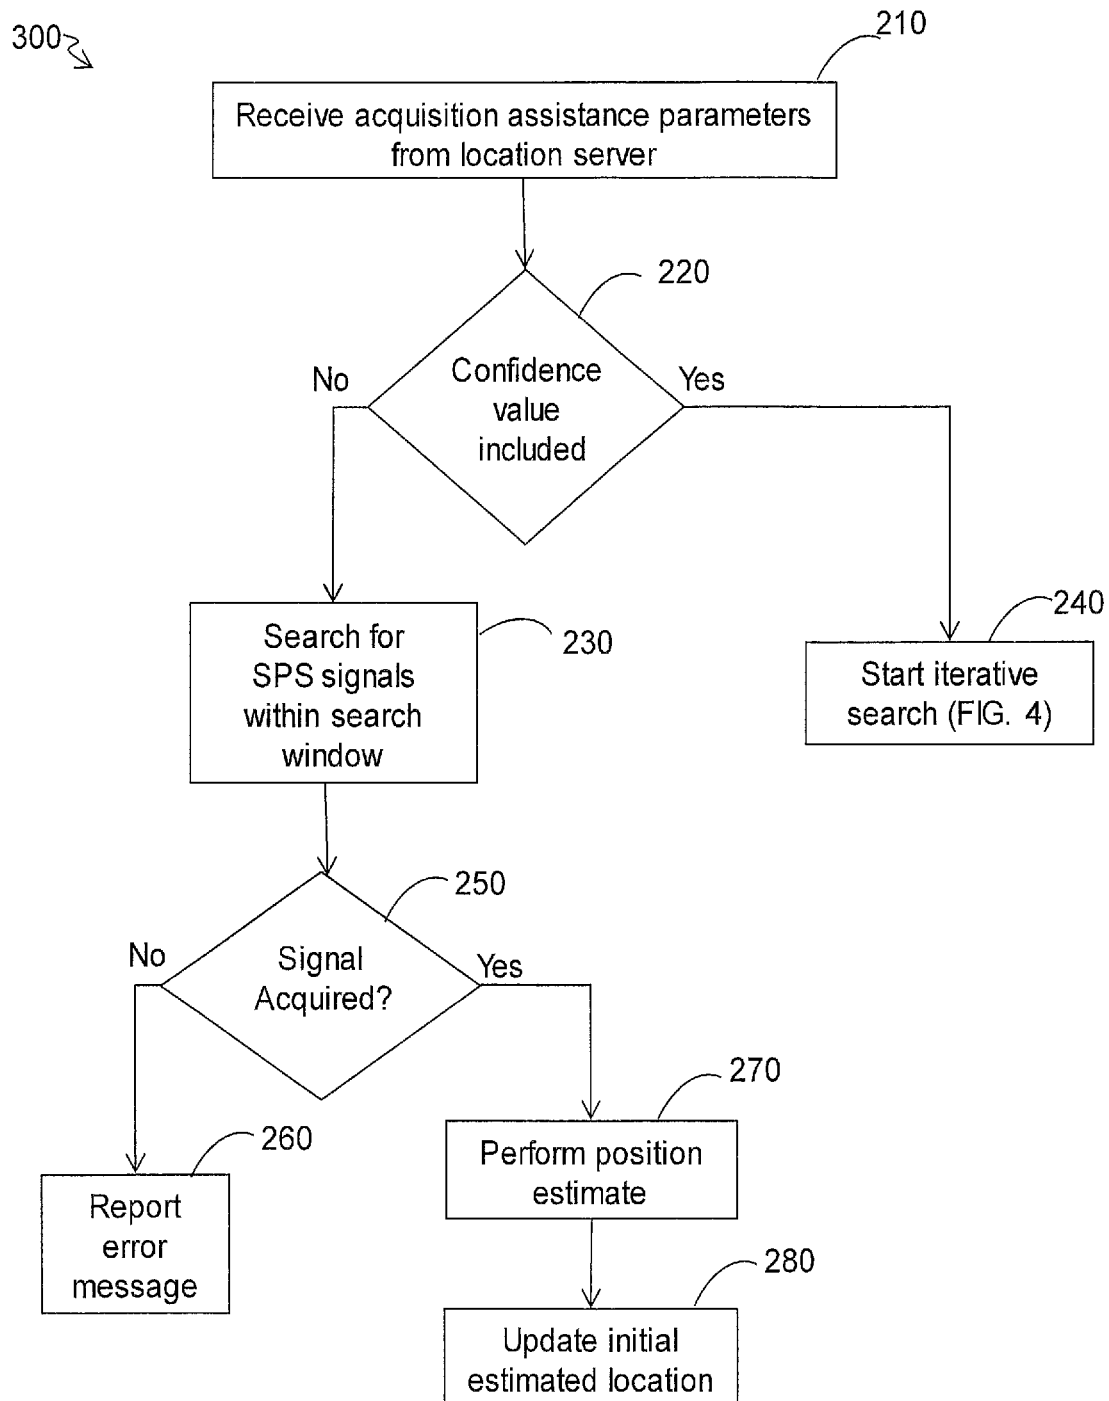 300
210
Receive acquisition assistance parameters
from location server
220
No
Confidence
value
included
Yes
Search for
SPS signals
within search
window
230
240
Start iterative
search (FIG. 4)
250
No
Signal
Acquired?
Yes
260
Report
error
message
270
Perform position
estimate
280
Update initial
estimated location